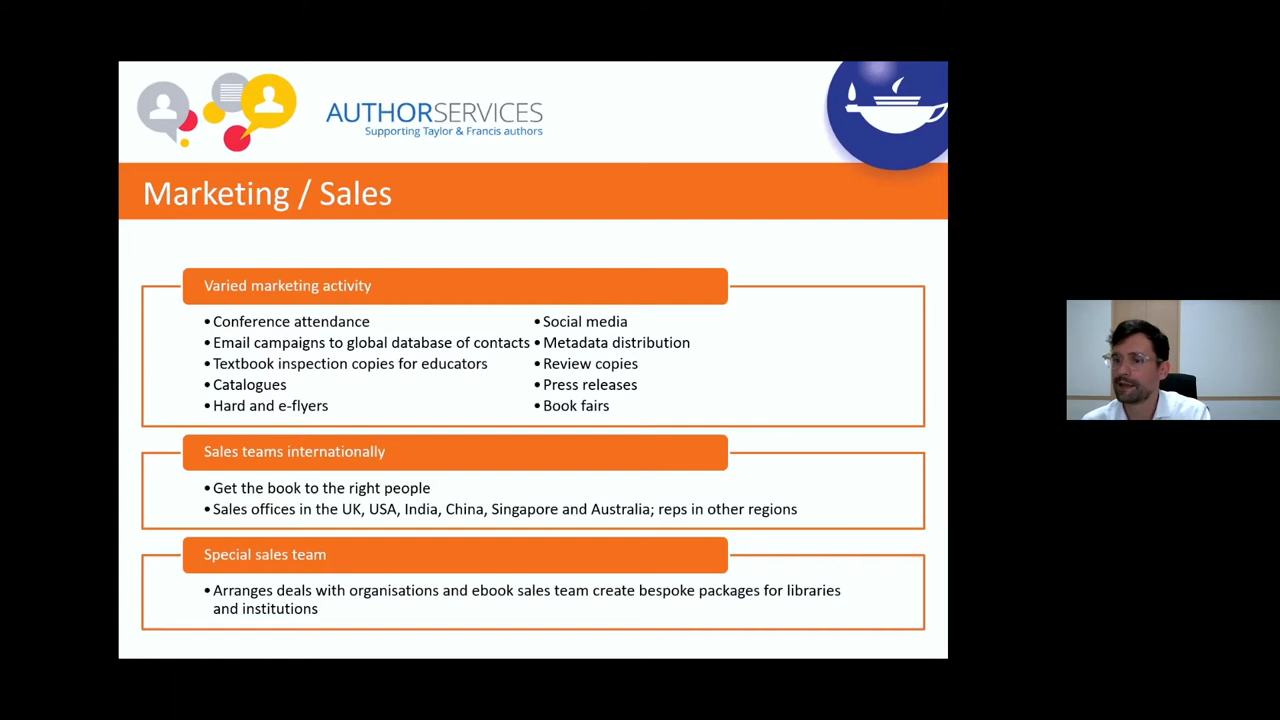 AUTHORSERVICES
Supporting Taylor & Francis authors
Marketing / Sales
Varied marketing activity
•Conference attendance
•Email campaigns to global database of contacts
•Textbook inspection copies for educators
•Catalogues
•Hard and e-flyers
•Social media
•Metadata distribution
•Review copies
•Press releases
•Book fairs
Sales teams internationally
•Get the book to the right people
•Sales offices in the UK, USA, India, China, Singapore and Australia; reps in other regions
Special sales team
•Arranges deals with organisations and ebook sales team create bespoke packages for libraries
and institutions